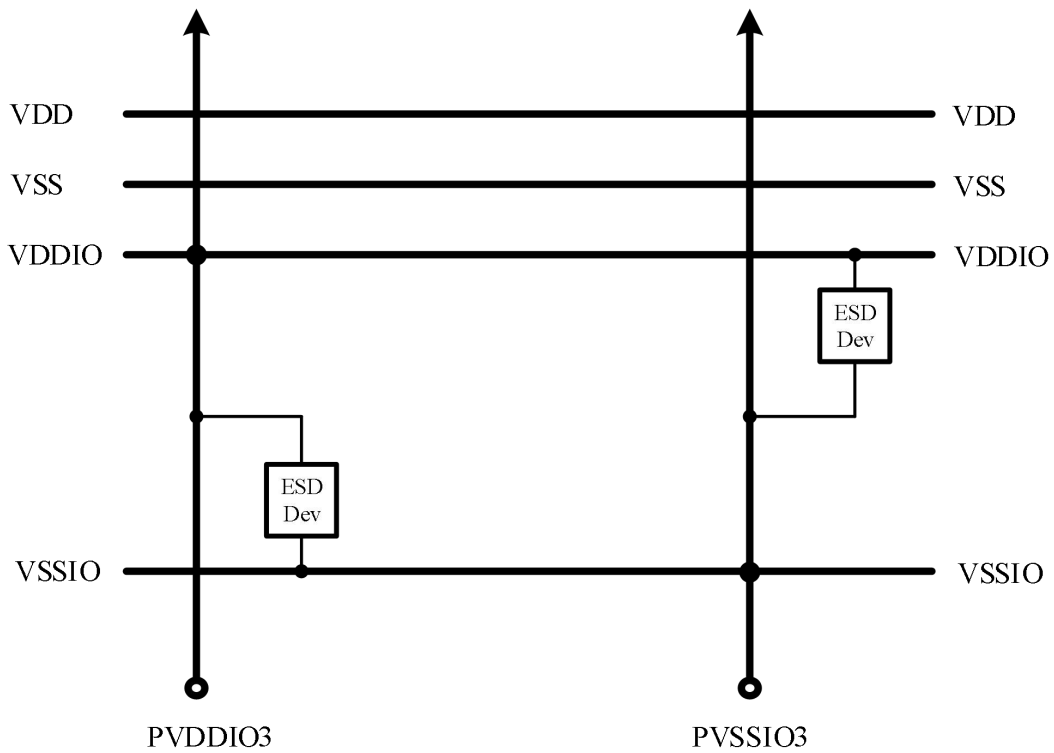 VDD VDD
VSS VSS
VDDIO VDDIO
ESD
Dev
ESD
Dev
VSSIO VSSIO
PVDDIO3 PVSSIO3